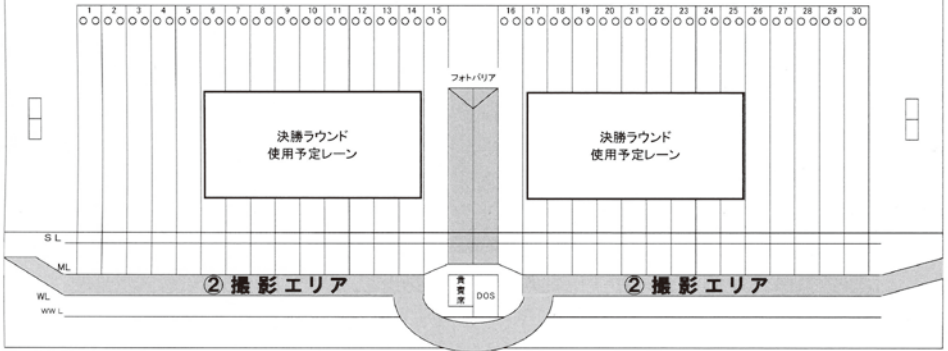 1 2 3 4 5 6 7 8 9 10 11 12 13 14 15 16 17 18 19 20 21 22 23 24 25 26 27 28 29 30
フォトバリア
決勝ラウンド
使用予定レーン
決勝ラウンド
使用予定レーン
SL
ML
②撮影エリア
②撮影エリア
WL
DOS
WW L